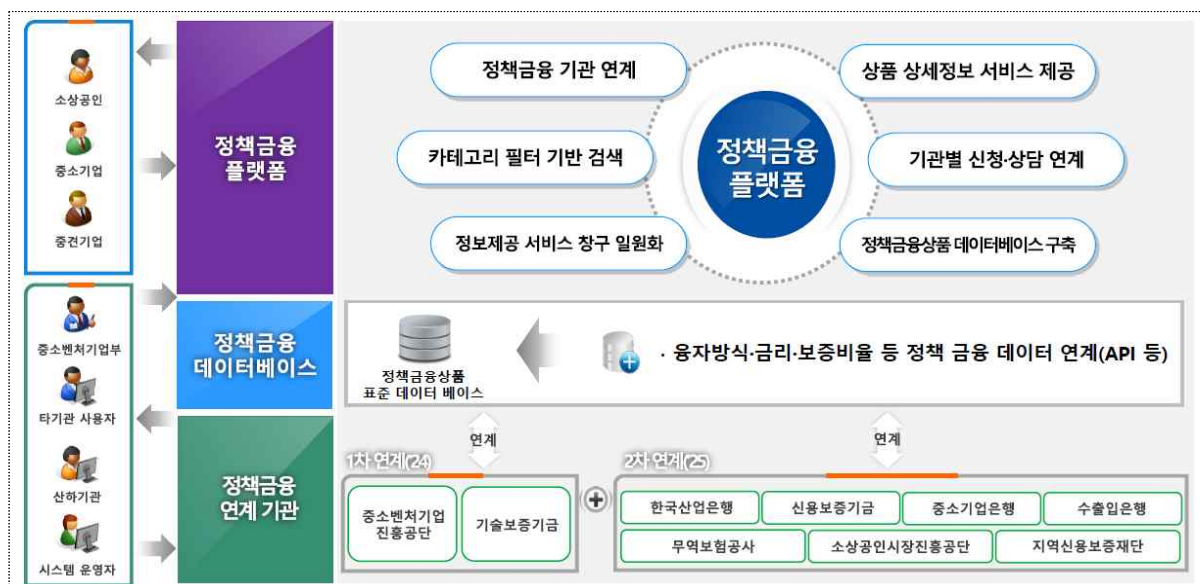 소상공인
중소기업
중견기업
중소벤처기업부
타기관 사용자
산하기관
시스템 운영자
정책금융
플랫폼
정책금융
데이터베이스
정책금융
연계 기관
정책금융 기관 연계
카테고리 필터 기반 검색
정보제공 서비스 창구 일원화
정책금융
플랫폼
상품 상세정보 서비스 제공
기관별 신청·상담 연계
정책금융상품 데이터베이스 구축
정책금융상품
표준 데이터 베이스
· 융자방식·금리·보증비율 등 정책 금융 데이터 연계(API 등)
연계
연계
1차 연계(24)
중소벤처기업
진흥공단
기술보증기금
2차 연계(25)
한국산업은행
신용보증기금
중소기업은행
수출입은행
무역보험공사
소상공인시장진흥공단
지역신용보증재단